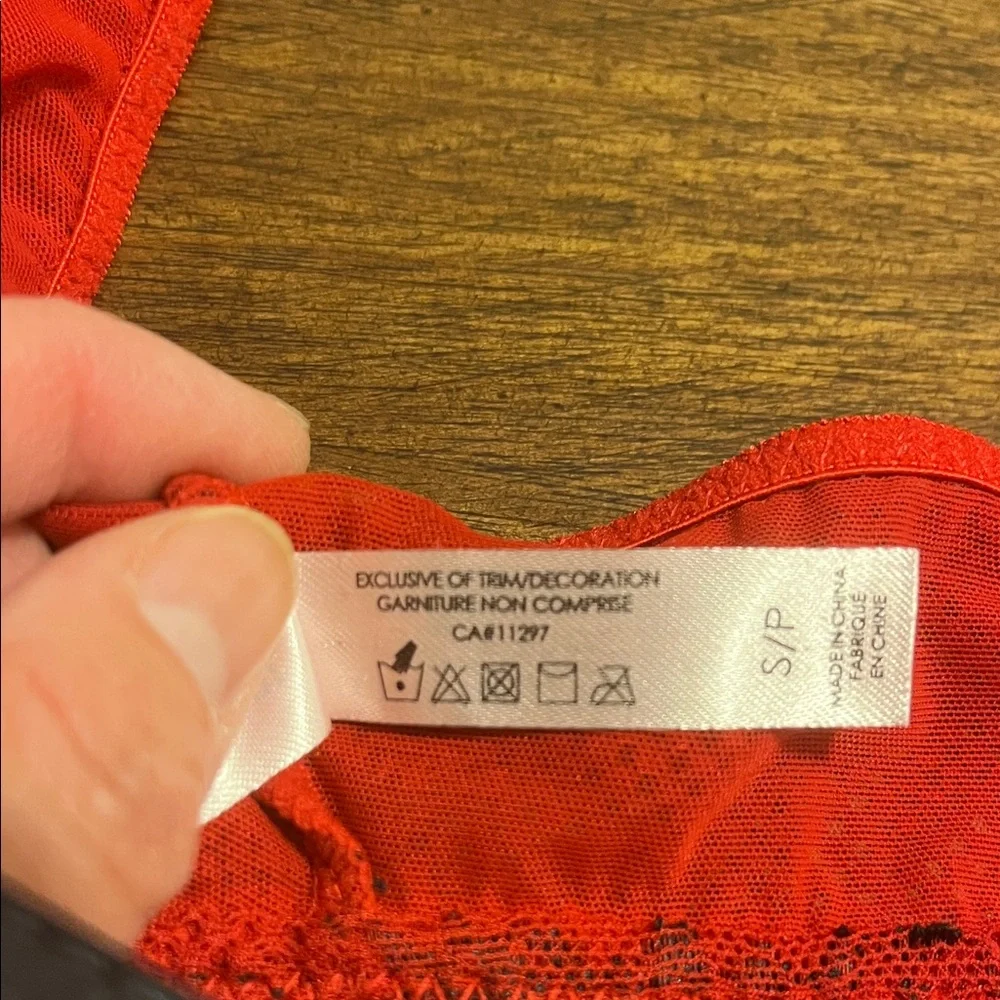 EXCLUSIVE OF TRIM/DECORATION
GARNITURE NON COMPRISE
CA#11297
S/P
MADE IN CHINA
FABRIQUÉ
EN CHINE